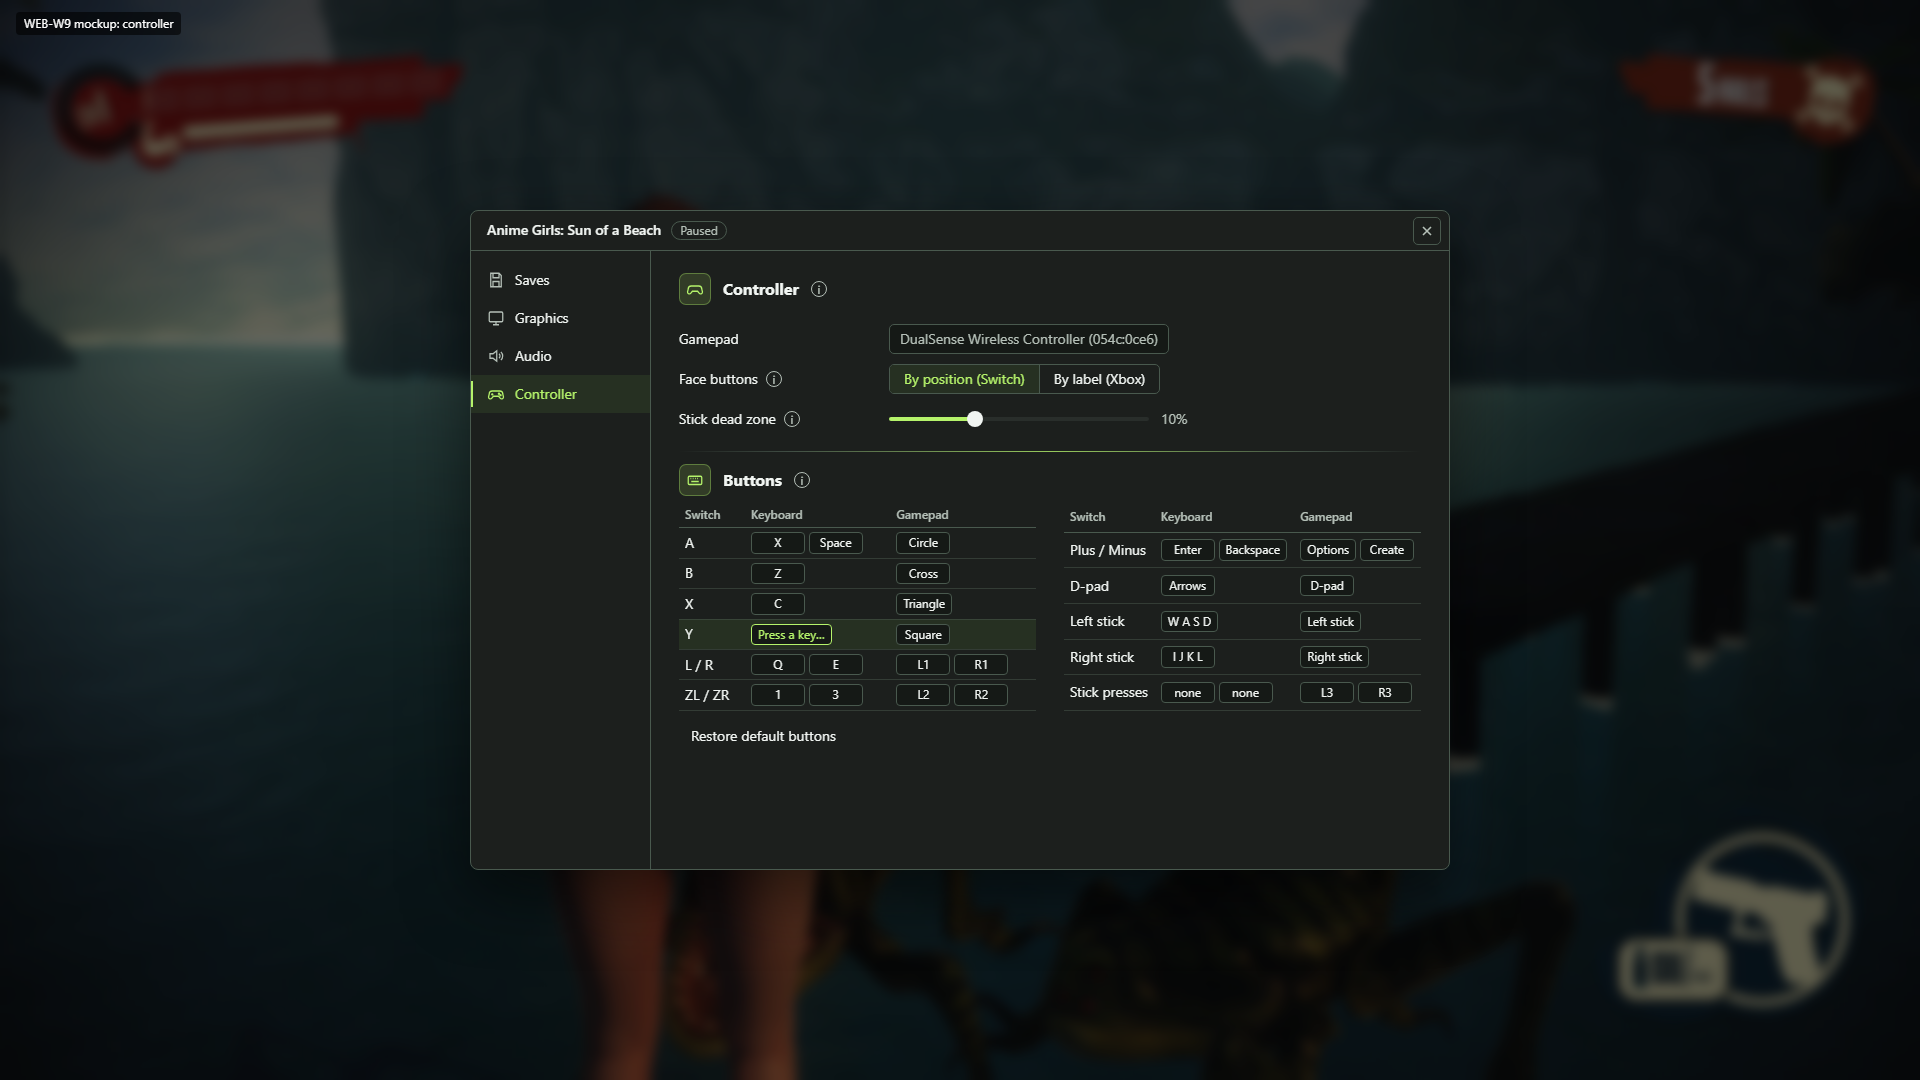 WEB-W9 mockup: controller
Anime Girls: Sun of a Beach Paused
Saves
Graphics
Audio
Controller
Controller
Gamepad DualSense Wireless Controller (054c:0ce6)
Face buttons By position (Switch) By label (Xbox)
Stick dead zone 10%
Buttons
Switch Keyboard Gamepad
A X Space Circle
B Z Cross
X C Triangle
Y Press a key... Square
L / R Q E L1 R1
ZL / ZR 1 3 L2 R2
Switch Keyboard Gamepad
Plus / Minus Enter Backspace Options Create
D-pad Arrows D-pad
Left stick W A S D Left stick
Right stick I J K L Right stick
Stick presses none none L3 R3
Restore default buttons